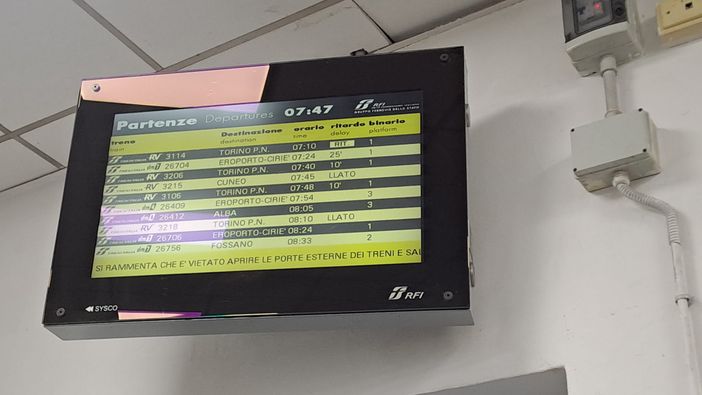 Partenze Departures 07:47 RFI
treno Destinazione orario ritardo binario
train destination time delay platform
RV 3114 TORINO P.N. 07:10 RIT 1
26704 EROPORTO-CIRIE' 07:24 25' 1
RV 3206 TORINO P.N. 07:40 10' 1
RV 3215 CUNEO 07:45 LLATO
RV 3106 TORINO P.N. 07:48 10' 1
26409 EROPORTO-CIRIE' 07:54 3
26412 ALBA 08:05 3
RV 3218 TORINO P.N. 08:10 LLATO
26706 EROPORTO-CIRIE' 08:24 1
26756 FOSSANO 08:33 2
SI RAMMENTA CHE E' VIETATO APRIRE LE PORTE ESTERNE DEI TRENI E SAL
SYSCO RFI